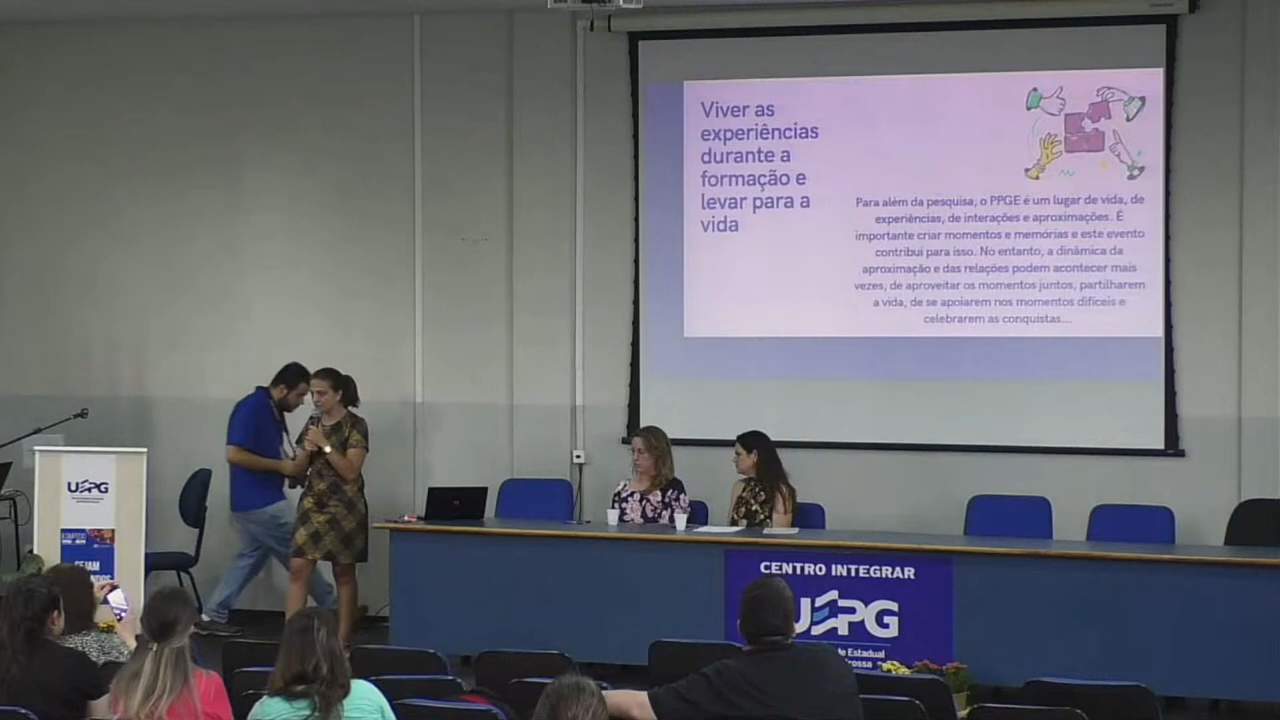 Viver as
experiências
durante a
formação e
levar para a
vida
Para além da pesquisa, o PPGE é um lugar de vida, de
experiências, de interações e aproximações. É
importante criar momentos e memórias e este evento
contribui para isso. No entanto, a dinâmica da
aproximação e das relações podem acontecer mais
vezes, de aproveitar os momentos juntos, partilharem
a vida, de se apoiarem nos momentos difíceis e
celebrarem as conquistas...
UEPG
SEJAM
CENTRO INTEGRAR
UEPG
de Estadual